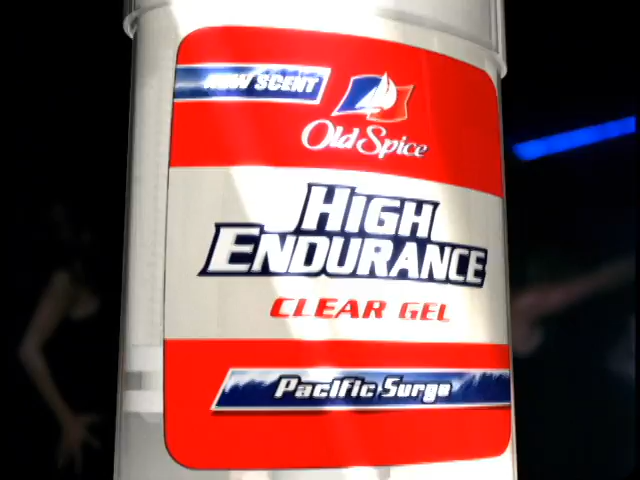 NEW SCENT
Old Spice
HIGH
ENDURANCE
CLEAR GEL
Pacific Surge